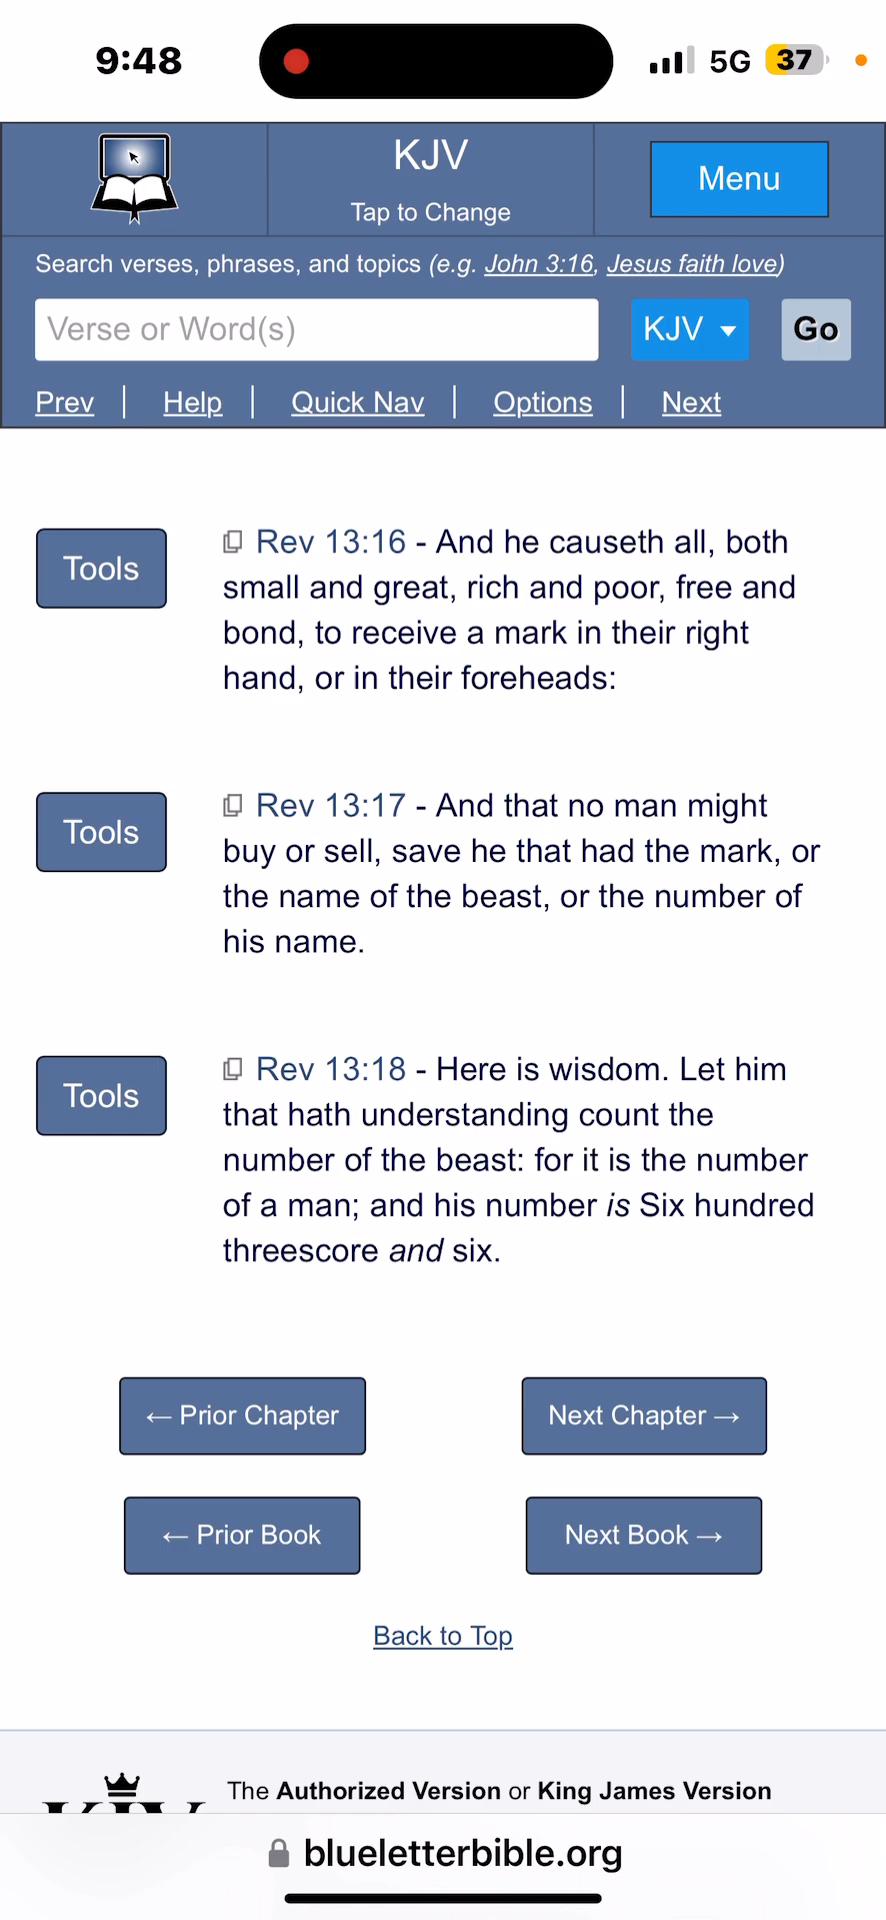 9:48
5G 37
KJV
Tap to Change
Menu
Search verses, phrases, and topics (e.g. John 3:16, Jesus faith love)
Verse or Word(s)
KJV
Go
Prev | Help | Quick Nav | Options | Next
Tools
Rev 13:16 - And he causeth all, both
small and great, rich and poor, free and
bond, to receive a mark in their right
hand, or in their foreheads:
Tools
Rev 13:17 - And that no man might
buy or sell, save he that had the mark, or
the name of the beast, or the number of
his name.
Tools
Rev 13:18 - Here is wisdom. Let him
that hath understanding count the
number of the beast: for it is the number
of a man; and his number is Six hundred
threescore and six.
← Prior Chapter
Next Chapter →
← Prior Book
Next Book →
Back to Top
The Authorized Version or King James Version
blueletterbible.org